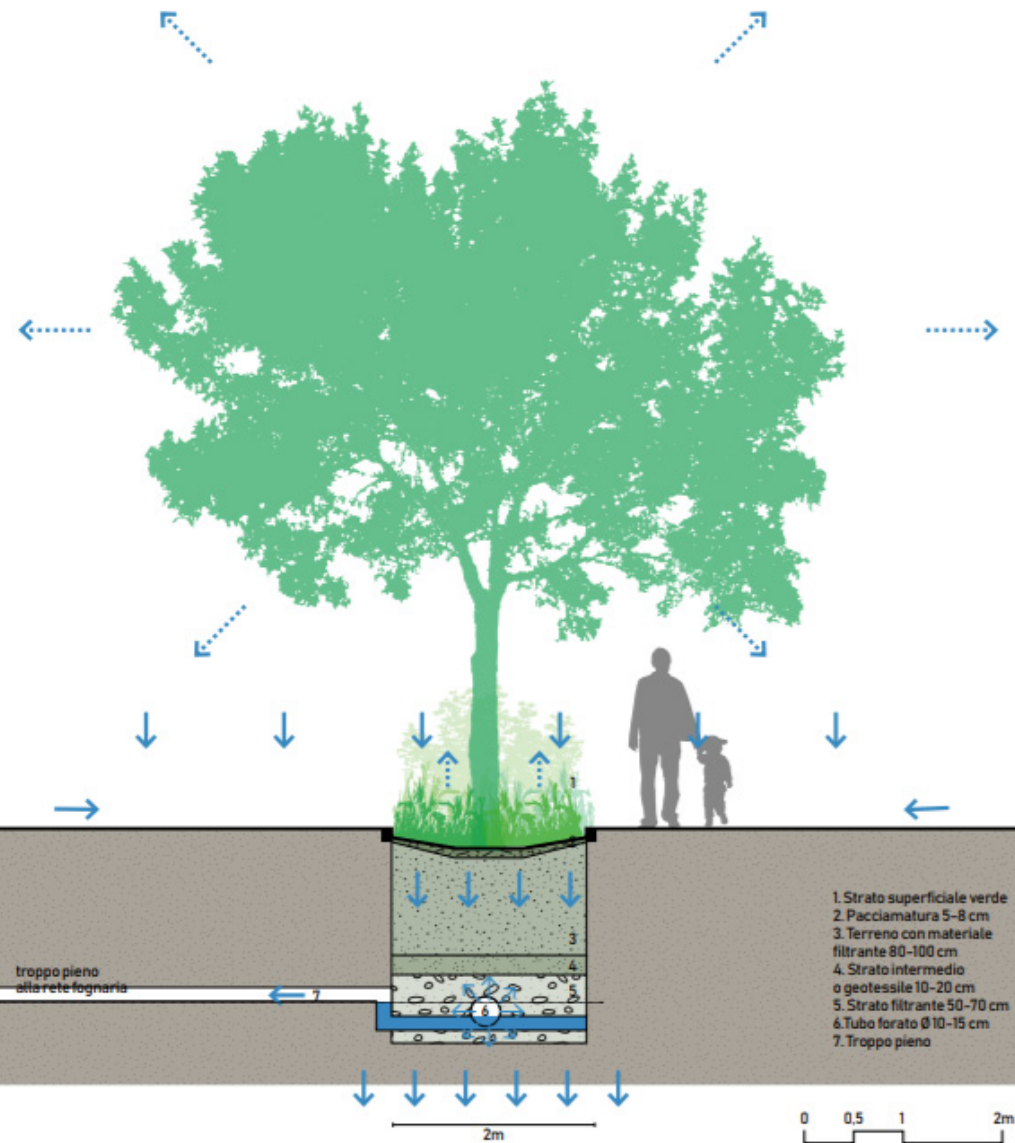 1
2
3
4
5
6
7
troppo pieno
alla rete fognaria
1. Strato superficiale verde
2. Pacciamatura 5-8 cm
3. Terreno con materiale
filtrante 80-100 cm
4. Strato intermedio
o geotessile 10-20 cm
5. Strato filtrante 50-70 cm
6.Tubo forato Ø 10-15 cm
7. Troppo pieno
2m
0 0,5 1 2m